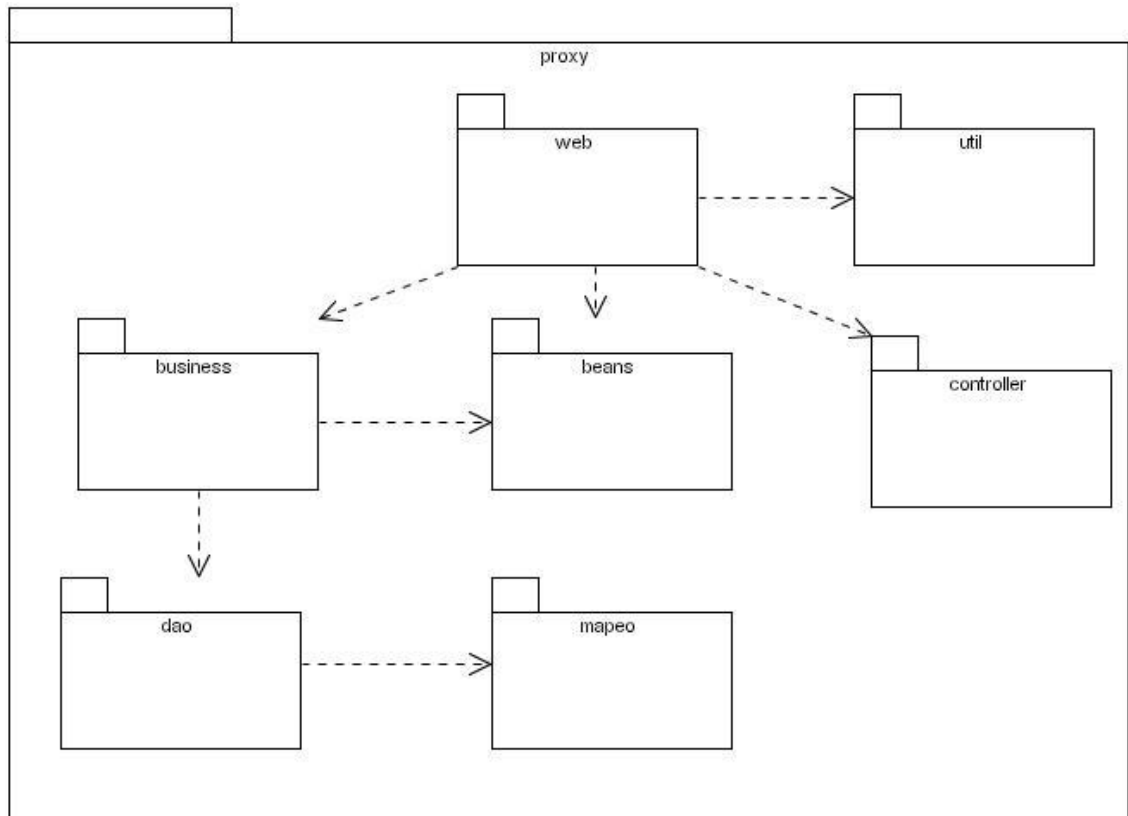 proxy
web
util
business
beans
controller
dao
mapeo